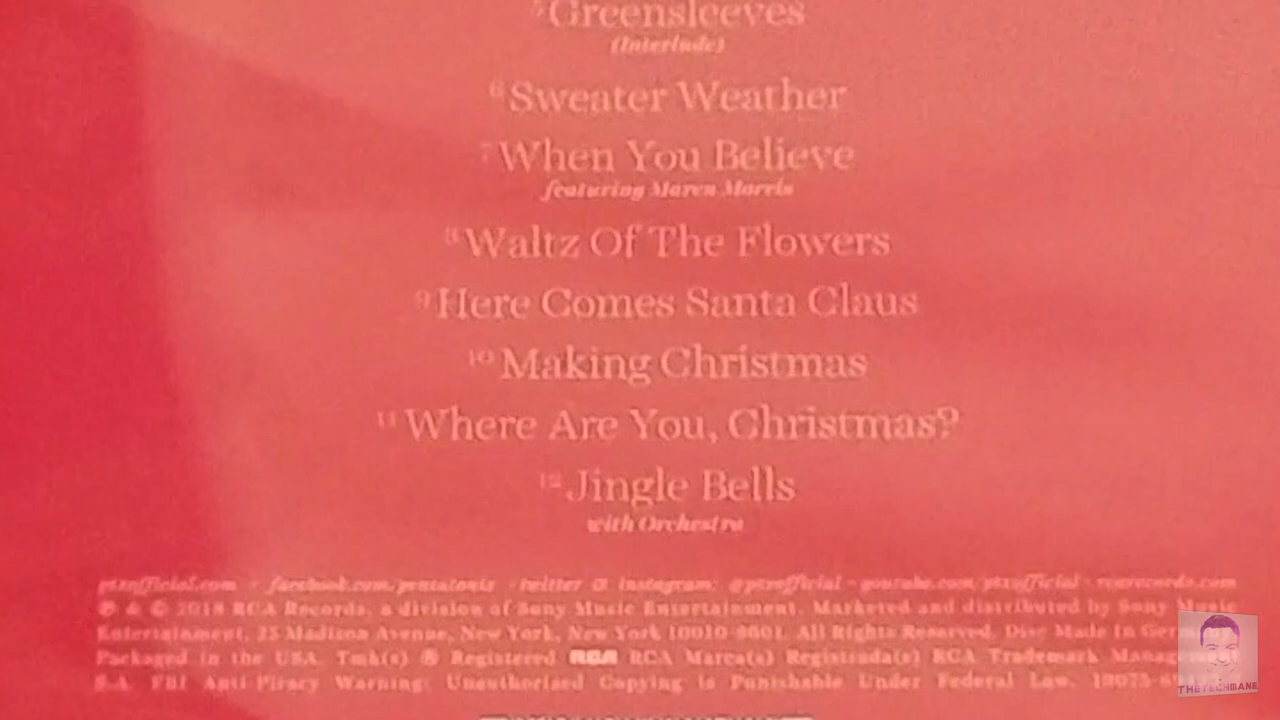 5 Greensleeves
(Interlude)
6 Sweater Weather
7 When You Believe
featuring Maren Morris
8 Waltz Of The Flowers
9 Here Comes Santa Claus
10 Making Christmas
11 Where Are You, Christmas?
12 Jingle Bells
with Orchestra
ptxofficial.com · facebook.com/pentatonix · twitter & instagram: @ptxofficial · youtube.com/ptxofficial · rcarecords.com
℗ & © 2018 RCA Records, a division of Sony Music Entertainment. Marketed and distributed by Sony Music
Entertainment, 25 Madison Avenue, New York, New York 10010-8601. All Rights Reserved. Disc Made In
Packaged in the USA. Tmk(s) ® Registered RCA RCA Marca(s) Registrada(s) RCA Trademark
S.A. FBI Anti-Piracy Warning: Unauthorized Copying is Punishable Under Federal Law.
THETECHMANE